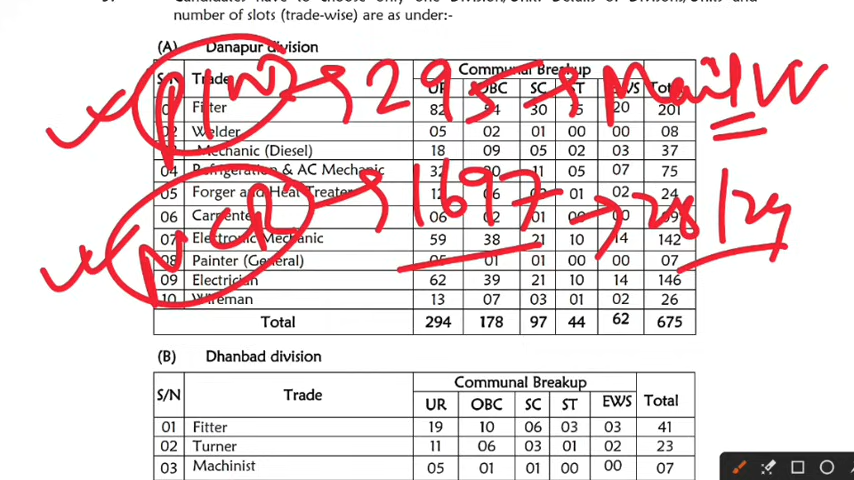 Candidates have to choose only one Division/Unit. Details of Divisions/Units and
number of slots (trade-wise) are as under:-
(A) Danapur division
S/N Trade Communal Breakup Total
UR OBC SC ST EWS
01 Fitter 82 54 30 15 20 201
02 Welder 05 02 01 00 00 08
Mechanic (Diesel) 18 09 05 02 03 37
04 Refrigeration & AC Mechanic 32 20 11 05 07 75
05 Forger and Heat Treater 12 06 01 02 24
06 Carpenter 06 02 01 00 00 09
07 Electronic Mechanic 59 38 21 10 14 142
08 Painter (General) 05 01 01 00 00 07
09 Electrician 62 39 21 10 14 146
10 Wireman 13 07 03 01 02 26
Total 294 178 97 44 62 675
PLW 295 Mail W
NCR 1697 28/29
(B) Dhanbad division
S/N Trade Communal Breakup Total
UR OBC SC ST EWS
01 Fitter 19 10 06 03 03 41
02 Turner 11 06 03 01 02 23
03 Machinist 05 01 01 00 00 07